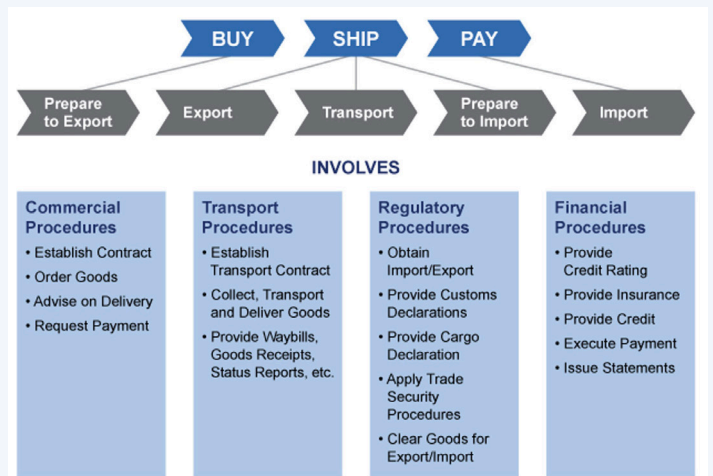 BUY
SHIP
PAY
Prepare
to Export
Export
Transport
Prepare
to Import
Import
INVOLVES
Commercial
Procedures
• Establish Contract
• Order Goods
• Advise on Delivery
• Request Payment
Transport
Procedures
• Establish
Transport Contract
• Collect, Transport
and Deliver Goods
• Provide Waybills,
Goods Receipts,
Status Reports, etc.
Regulatory
Procedures
• Obtain
Import/Export
• Provide Customs
Declarations
• Provide Cargo
Declaration
• Apply Trade
Security
Procedures
• Clear Goods for
Export/Import
Financial
Procedures
• Provide
Credit Rating
• Provide Insurance
• Provide Credit
• Execute Payment
• Issue Statements